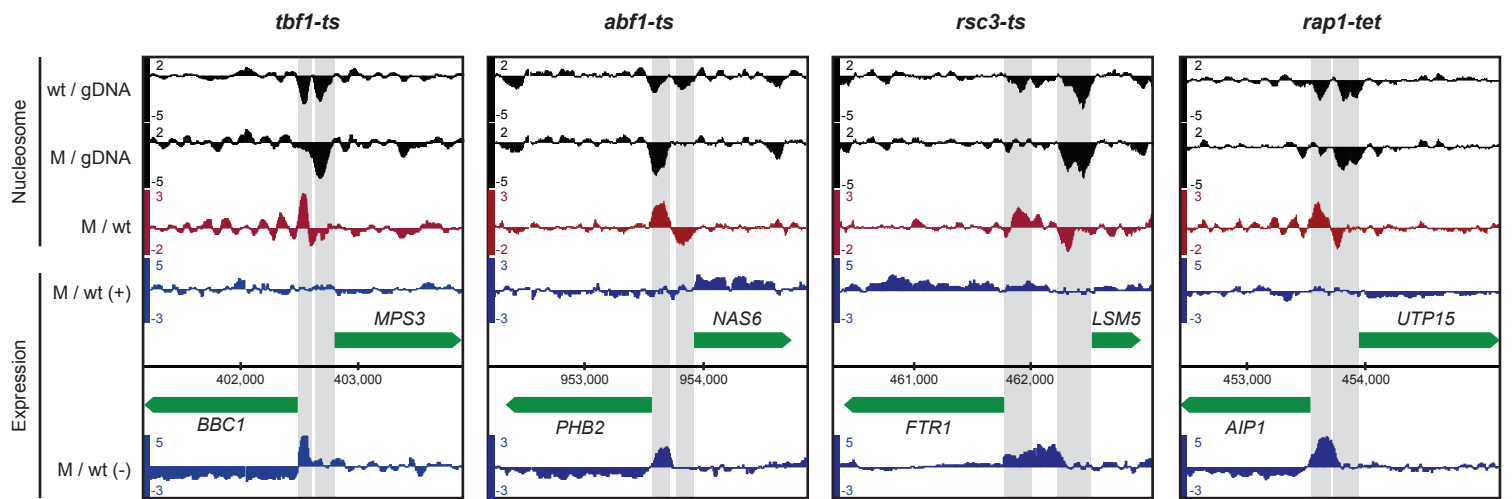 tbf1-ts abf1-ts rsc3-ts rap1-tet
Nucleosome
wt / gDNA 2 -5 2 -5 2 -5 2 -5
M / gDNA 2 -5 2 -5 2 -5 2 -5
M / wt 3 -2 3 -2 3 -2 3 -2
Expression
M / wt (+) 5 -3 3 -3 5 -3 5 -3
MPS3 NAS6 LSM5 UTP15
402,000 403,000 953,000 954,000 461,000 462,000 453,000 454,000
BBC1 PHB2 FTR1 AIP1
M / wt (-) 5 -3 3 -3 5 -3 5 -3